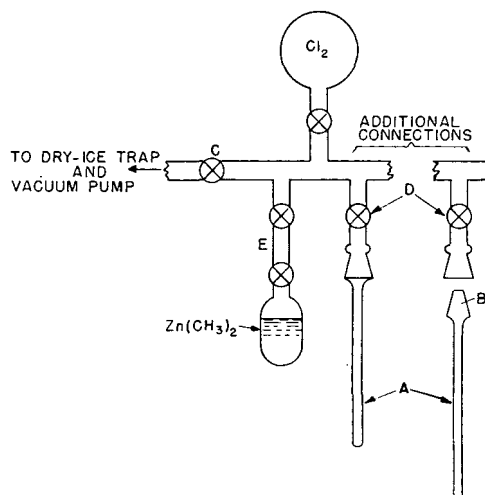 Cl2
ADDITIONAL
CONNECTIONS
C
TO DRY-ICE TRAP
AND
VACUUM PUMP
D
E
B
Zn(CH3)2
A